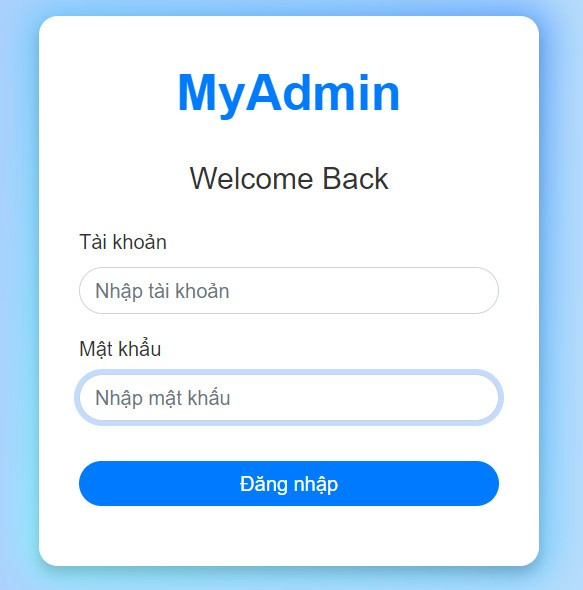 MyAdmin
Welcome Back
Tài khoản
Nhập tài khoản
Mật khẩu
Nhập mật khẩu
Đăng nhập